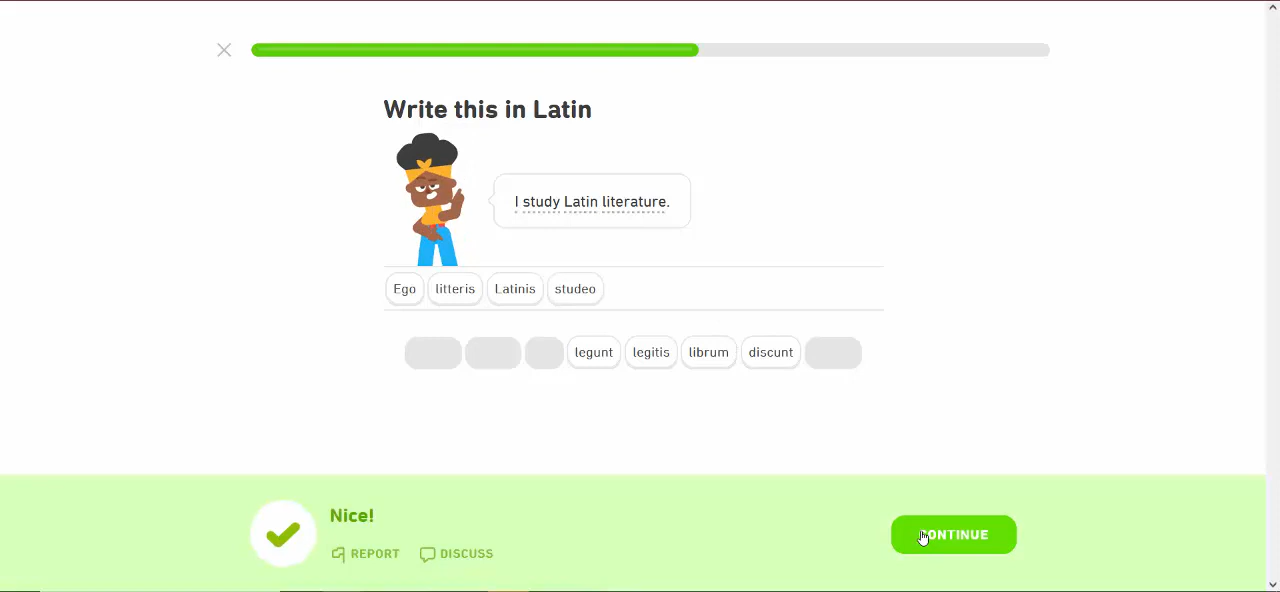 Write this in Latin
I study Latin literature.
Ego litteris Latinis studeo
legunt legitis librum discunt
Nice!
REPORT DISCUSS
CONTINUE